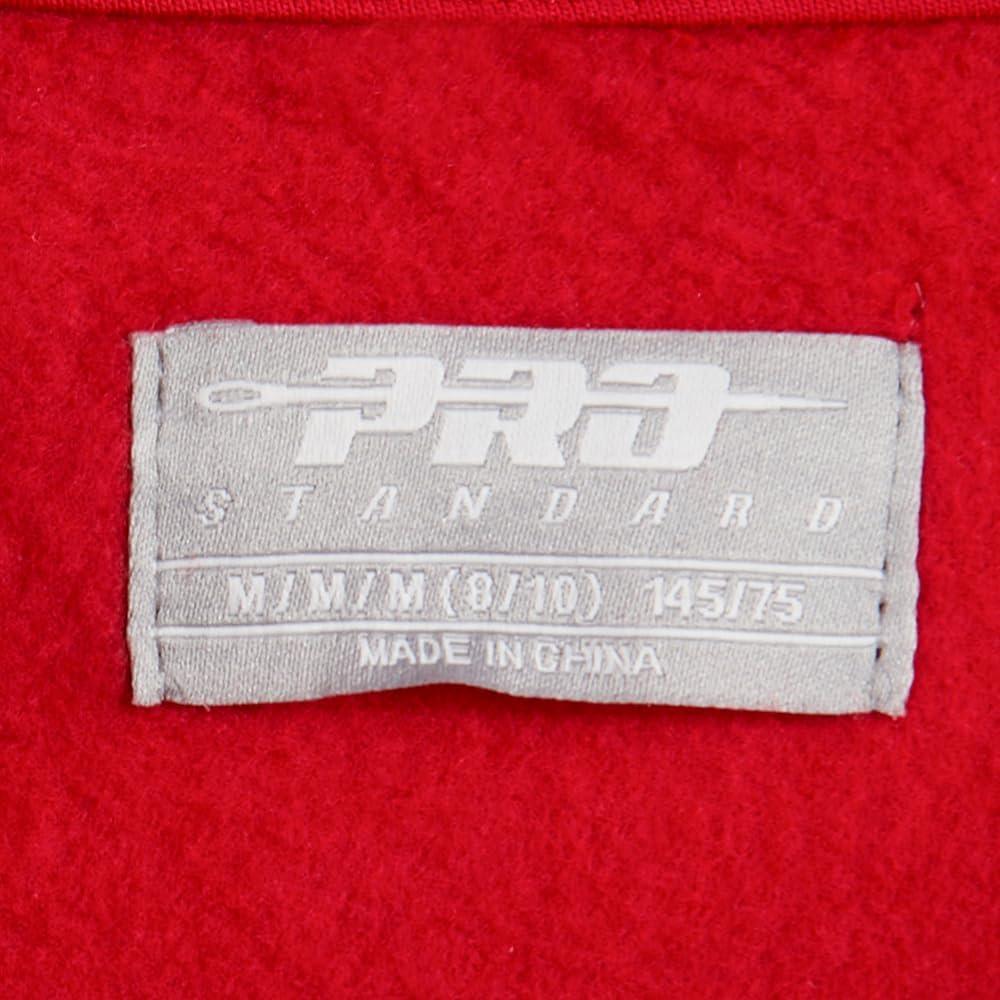 PRO
STANDARD
M/M/M (8/10) 145/75
MADE IN CHINA